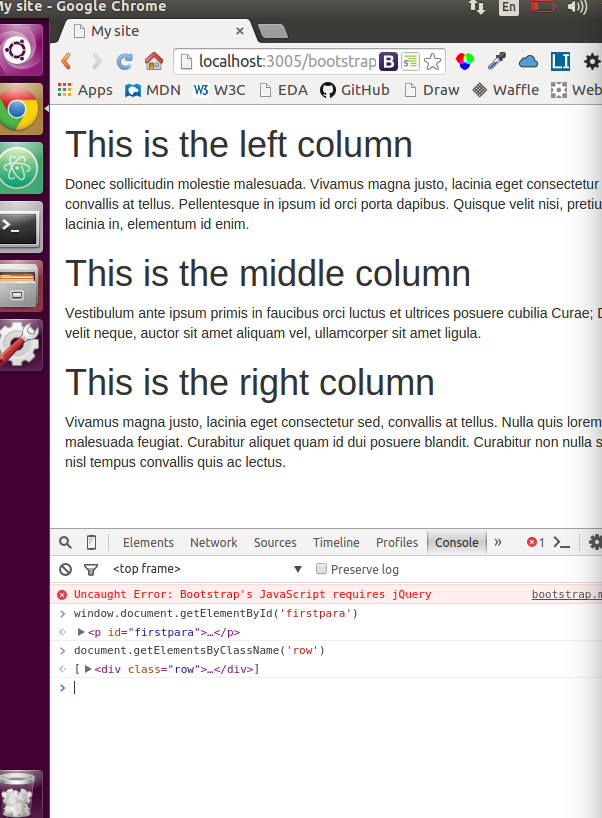 My site - Google Chrome
En
My site ×
localhost:3005/bootstrap B
Apps MDN W3 W3C EDA GitHub Draw Waffle Web
LI
This is the left column
Donec sollicitudin molestie malesuada. Vivamus magna justo, lacinia eget consectetur
convallis at tellus. Pellentesque in ipsum id orci porta dapibus. Quisque velit nisi, pretiu
lacinia in, elementum id enim.
This is the middle column
Vestibulum ante ipsum primis in faucibus orci luctus et ultrices posuere cubilia Curae; D
velit neque, auctor sit amet aliquam vel, ullamcorper sit amet ligula.
This is the right column
Vivamus magna justo, lacinia eget consectetur sed, convallis at tellus. Nulla quis lorem
malesuada feugiat. Curabitur aliquet quam id dui posuere blandit. Curabitur non nulla s
nisl tempus convallis quis ac lectus.
Elements Network Sources Timeline Profiles Console » 1
<top frame> ▼ Preserve log
Uncaught Error: Bootstrap's JavaScript requires jQuery bootstrap.m
> window.document.getElementById('firstpara')
▶<p id="firstpara">…</p>
> document.getElementsByClassName('row')
[▶<div class="row">…</div>]
>